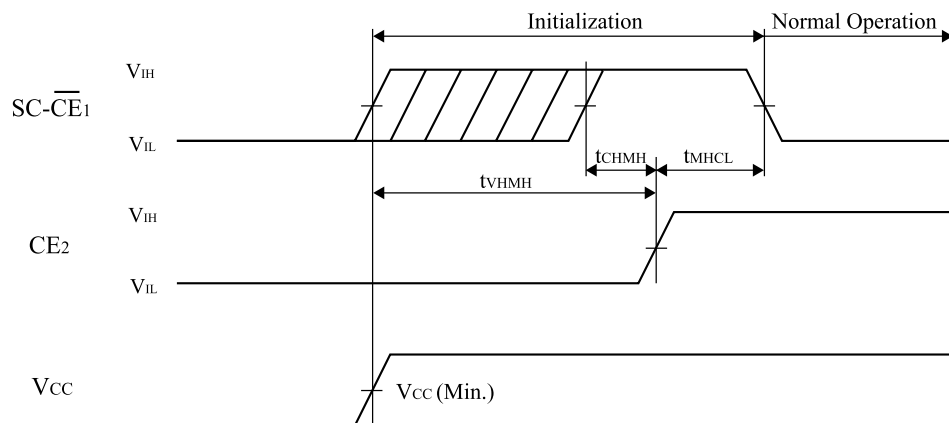 Initialization
Normal Operation
VIH
SC-CE1
VIL
tCHMH
tMHCL
tVHMH
VIH
CE2
VIL
VCC
VCC (Min.)